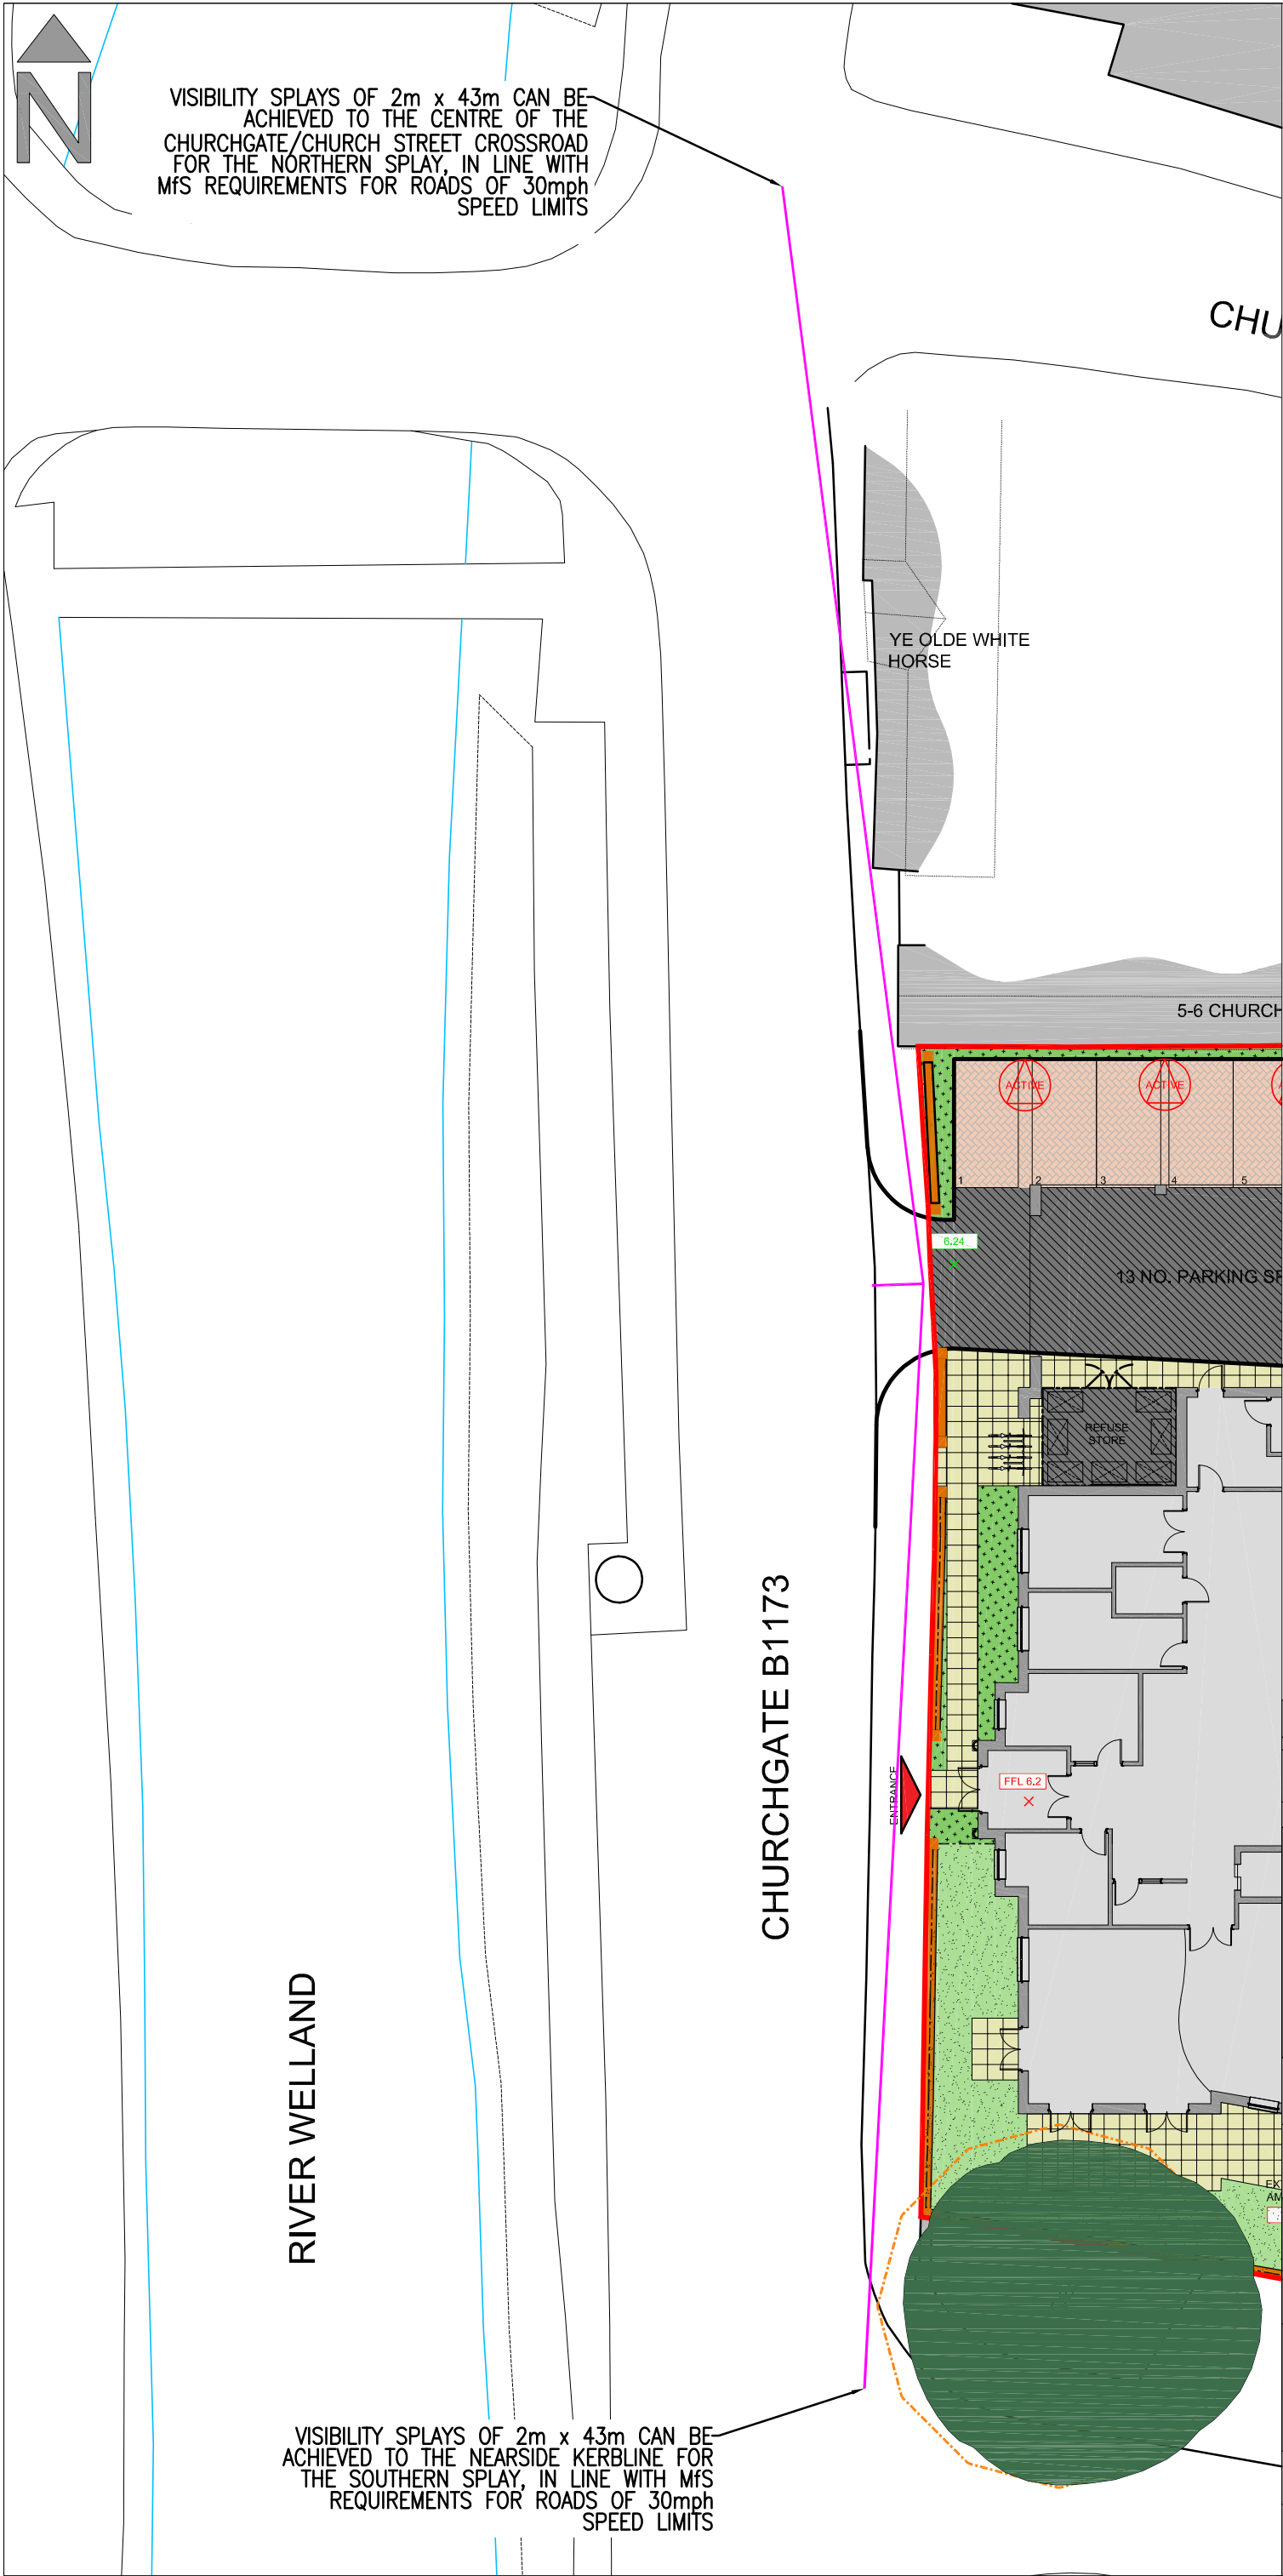 N
VISIBILITY SPLAYS OF 2m x 43m CAN BE
ACHIEVED TO THE CENTRE OF THE
CHURCHGATE/CHURCH STREET CROSSROAD
FOR THE NORTHERN SPLAY, IN LINE WITH
MfS REQUIREMENTS FOR ROADS OF 30mph
SPEED LIMITS
CHU
YE OLDE WHITE
HORSE
5-6 CHURCH
ACTIVE
ACTIVE
1
2
3
4
5
6.24
13 NO. PARKING SP
REFUSE
STORE
CHURCHGATE B1173
ENTRANCE
FFL 6.2
RIVER WELLAND
EX
AM
VISIBILITY SPLAYS OF 2m x 43m CAN BE
ACHIEVED TO THE NEARSIDE KERBLINE FOR
THE SOUTHERN SPLAY, IN LINE WITH MfS
REQUIREMENTS FOR ROADS OF 30mph
SPEED LIMITS